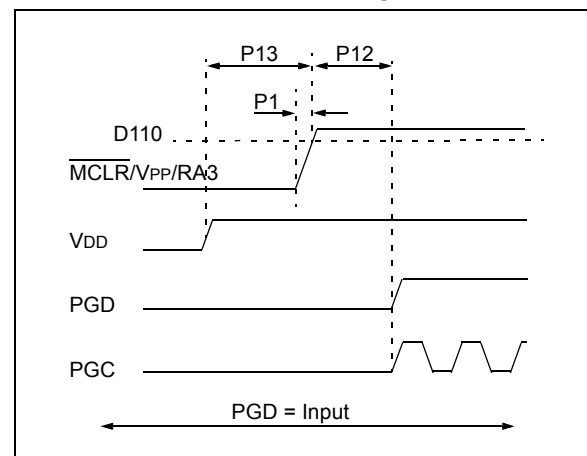 P13 P12
P1
D110
MCLR/VPP/RA3
VDD
PGD
PGC
PGD = Input